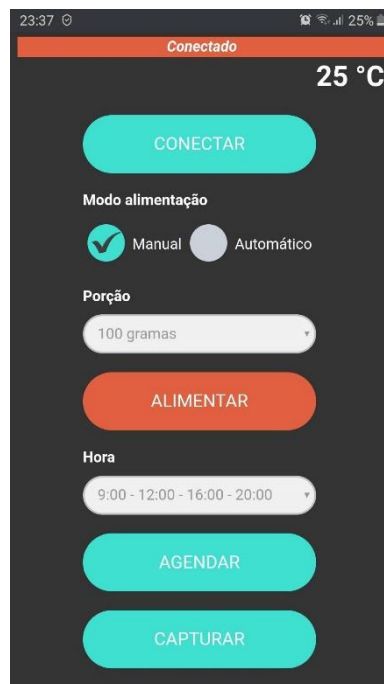 23:37 25%
Conectado
25 °C
CONECTAR
Modo alimentação
Manual Automático
Porção
100 gramas
ALIMENTAR
Hora
9:00 - 12:00 - 16:00 - 20:00
AGENDAR
CAPTURAR